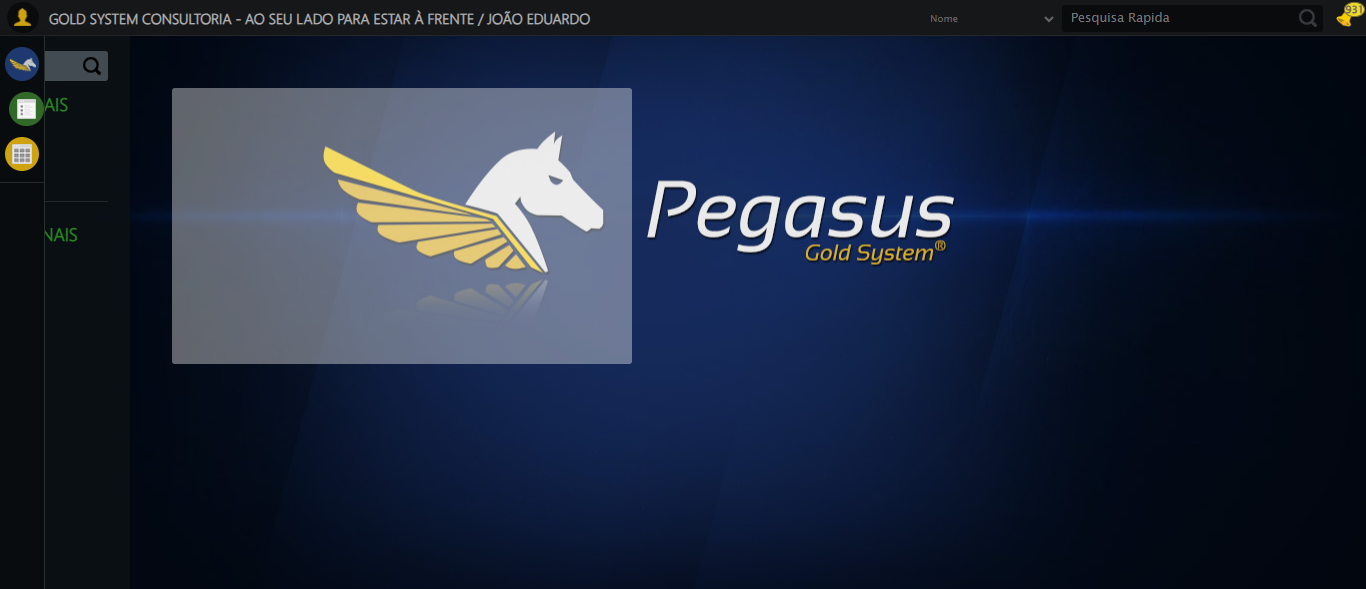 GOLD SYSTEM CONSULTORIA - AO SEU LADO PARA ESTAR À FRENTE / JOÃO EDUARDO
Nome
Pesquisa Rapida
931
AIS
NAIS
Pegasus
Gold System®